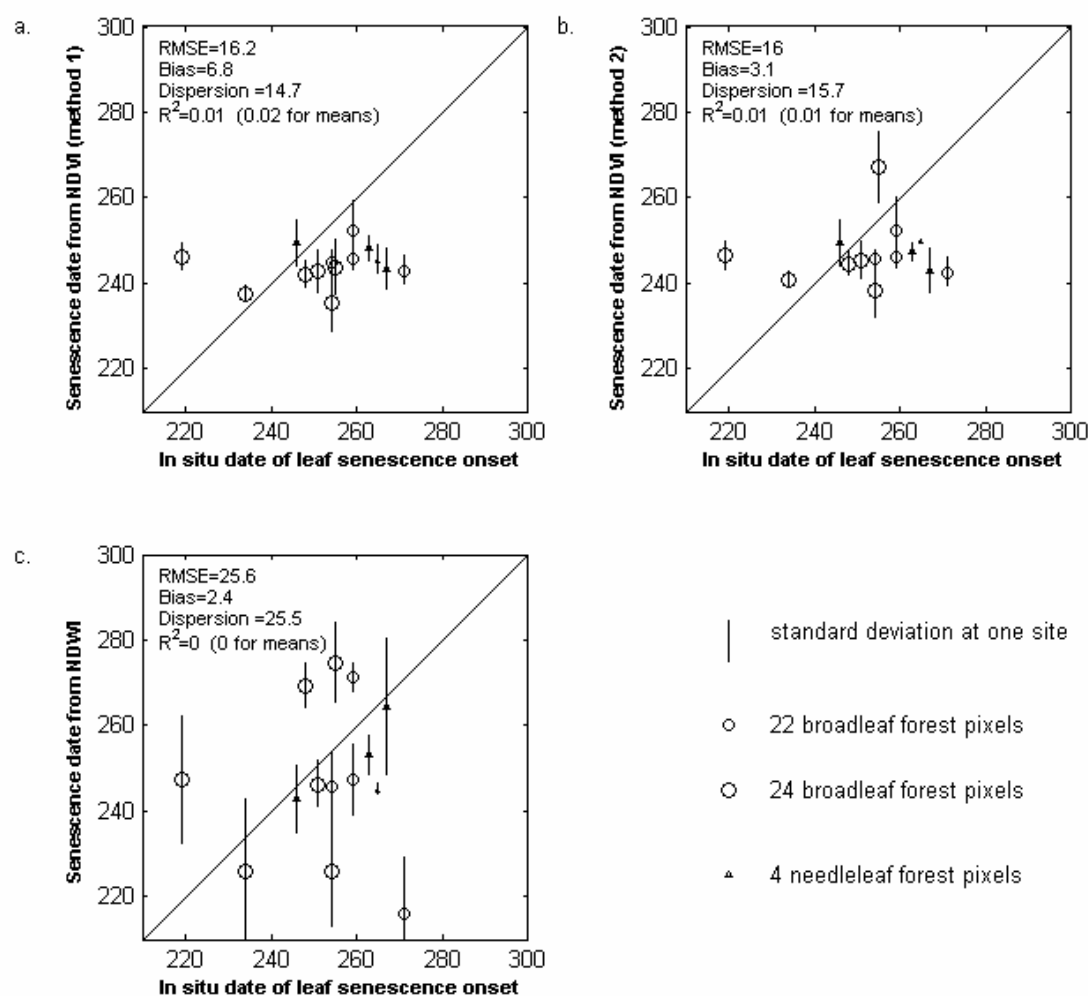 a.
Senescence date from NDVI (method 1)
300
280
260
240
220
RMSE=16.2
Bias=6.8
Dispersion =14.7
R²=0.01 (0.02 for means)
220 240 260 280 300
In situ date of leaf senescence onset
b.
Senescence date from NDVI (method 2)
300
280
260
240
220
RMSE=16
Bias=3.1
Dispersion =15.7
R²=0.01 (0.01 for means)
220 240 260 280 300
In situ date of leaf senescence onset
c.
Senescence date from NDWI
300
280
260
240
220
RMSE=25.6
Bias=2.4
Dispersion =25.5
R²=0 (0 for means)
220 240 260 280 300
In situ date of leaf senescence onset
standard deviation at one site
22 broadleaf forest pixels
24 broadleaf forest pixels
4 needleleaf forest pixels